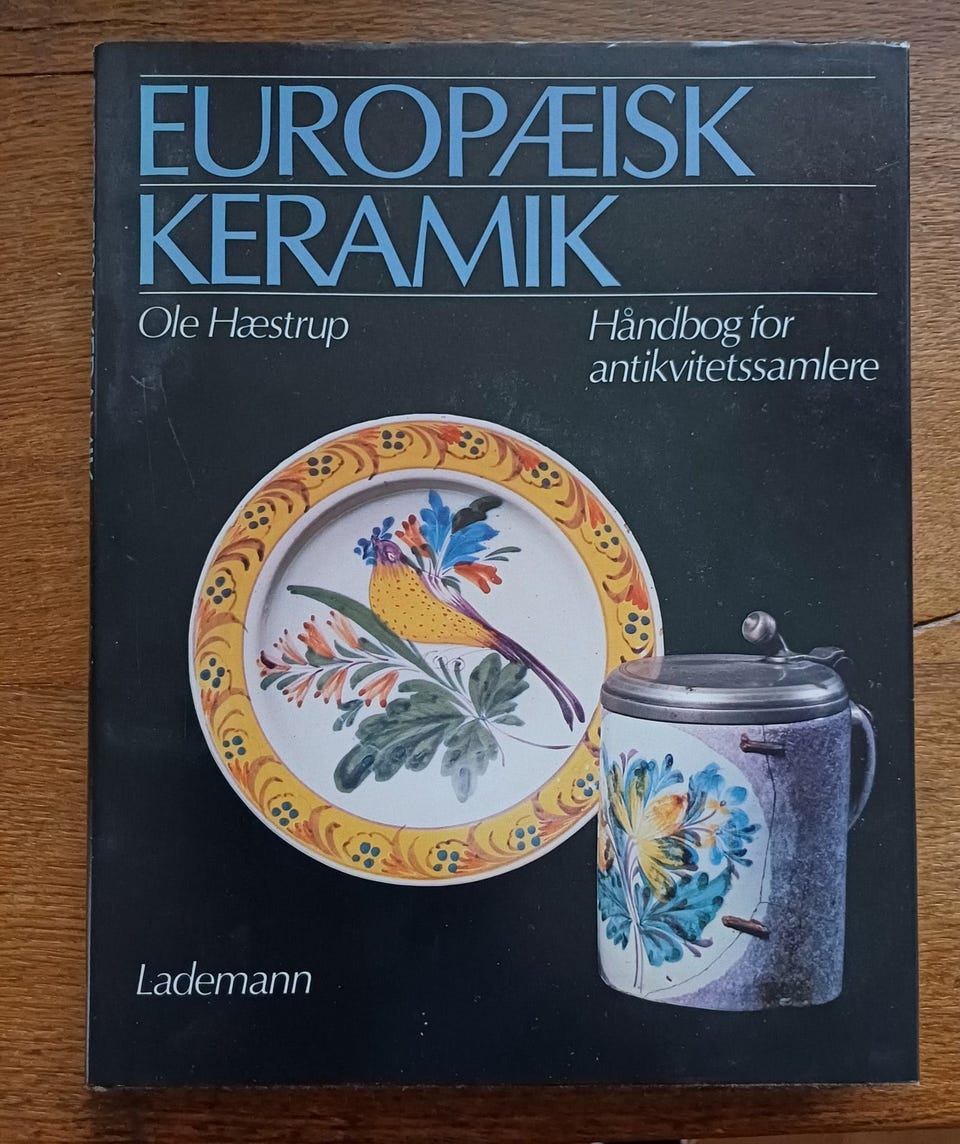 EUROPÆISK
KERAMIK
Ole Hæstrup
Håndbog for
antikvitetssamlere
Lademann